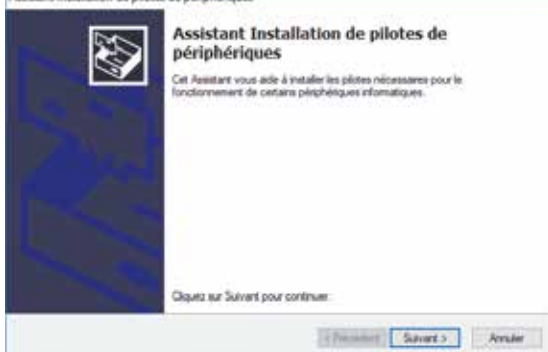 Assistant Installation de pilotes de
périphériques
Cet Assistant vous aide à installer les pilotes nécessaires pour le
fonctionnement de certains périphériques informatiques.
Cliquez sur Suivant pour continuer.
< Précédent Suivant > Annuler